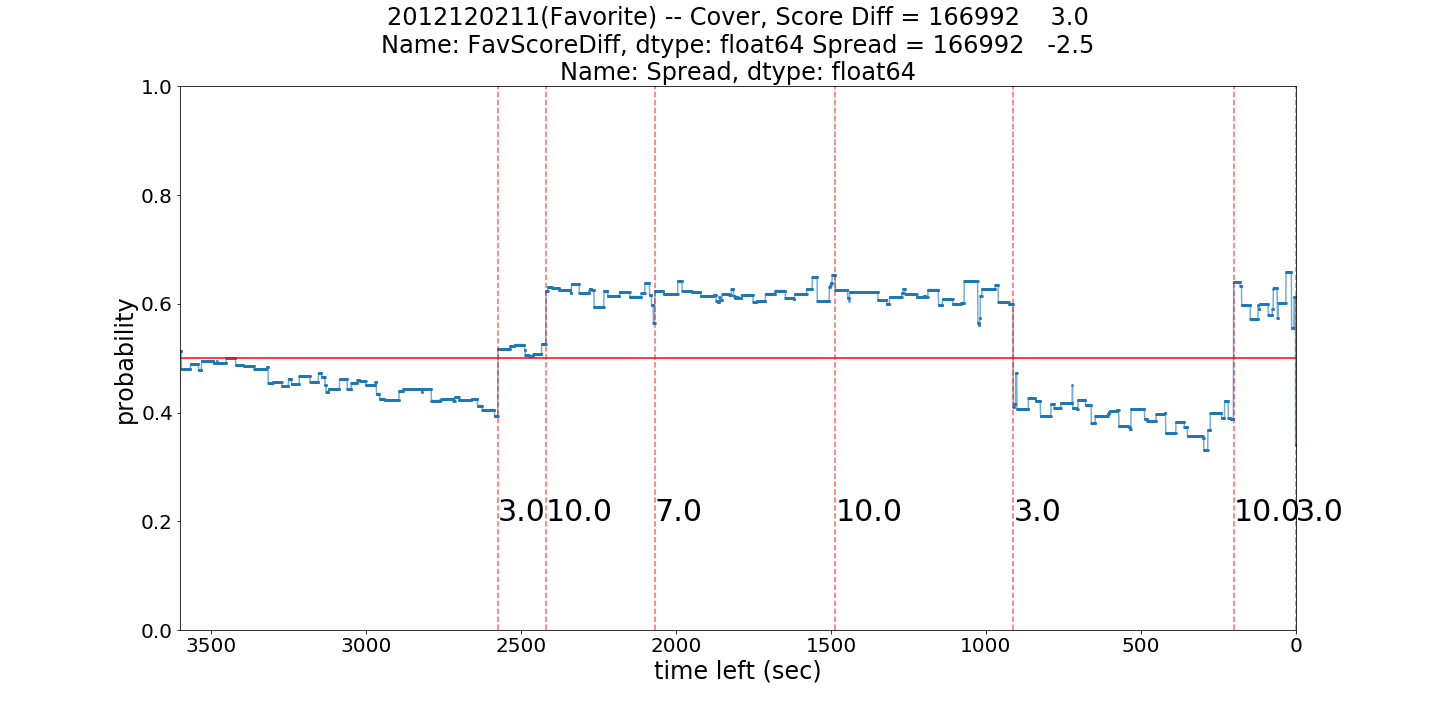 2012120211(Favorite) -- Cover, Score Diff = 166992    3.0
Name: FavScoreDiff, dtype: float64 Spread = 166992   -2.5
Name: Spread, dtype: float64
1.0
0.8
0.6
0.4
0.2
0.0
probability
3.0 10.0 7.0 10.0 3.0 10.0 3.0
3500 3000 2500 2000 1500 1000 500 0
time left (sec)